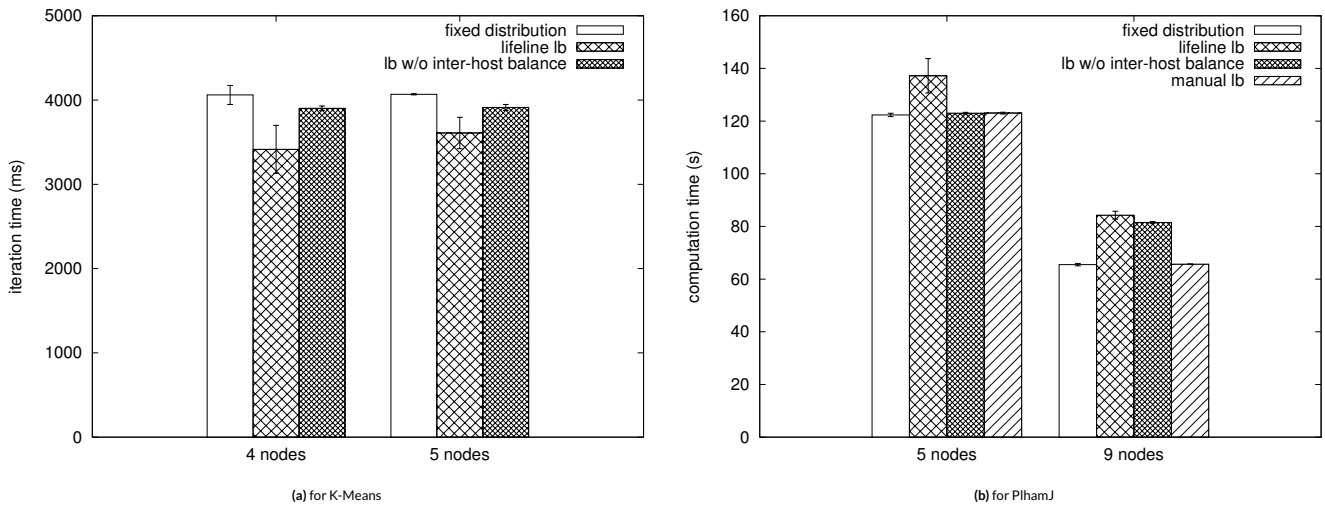 5000
4000
3000
2000
1000
0
iteration time (ms)
fixed distribution
lifeline lb
lb w/o inter-host balance
4 nodes
5 nodes
(a) for K-Means
160
140
120
100
80
60
40
20
0
computation time (s)
fixed distribution
lifeline lb
lb w/o inter-host balance
manual lb
5 nodes
9 nodes
(b) for PlhamJ